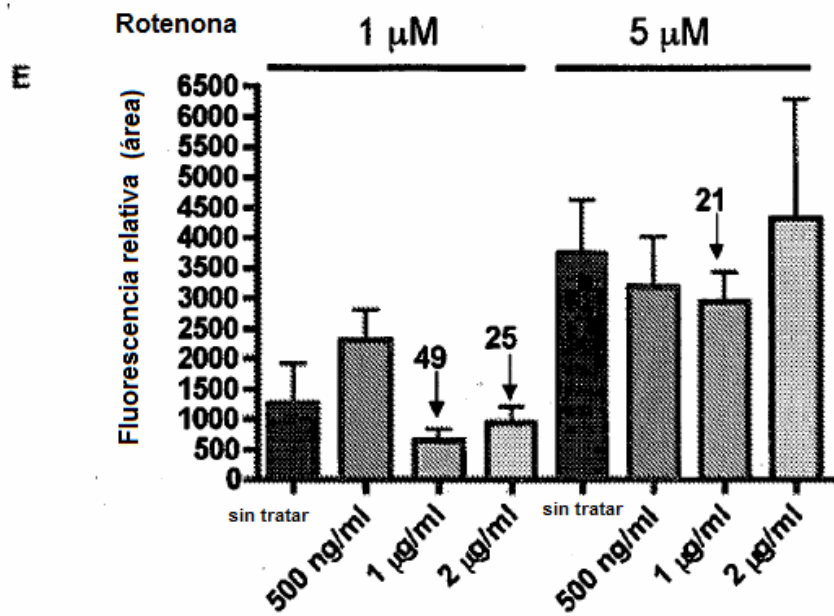 Rotenona
1 µM
5 µM
E
Fluorescencia relativa (área)
6500
6000
5500
5000
4500
4000
3500
3000
2500
2000
1500
1000
500
0
49
25
21
sin tratar
500 ng/ml
1 µg/ml
2 µg/ml
sin tratar
500 ng/ml
1 µg/ml
2 µg/ml